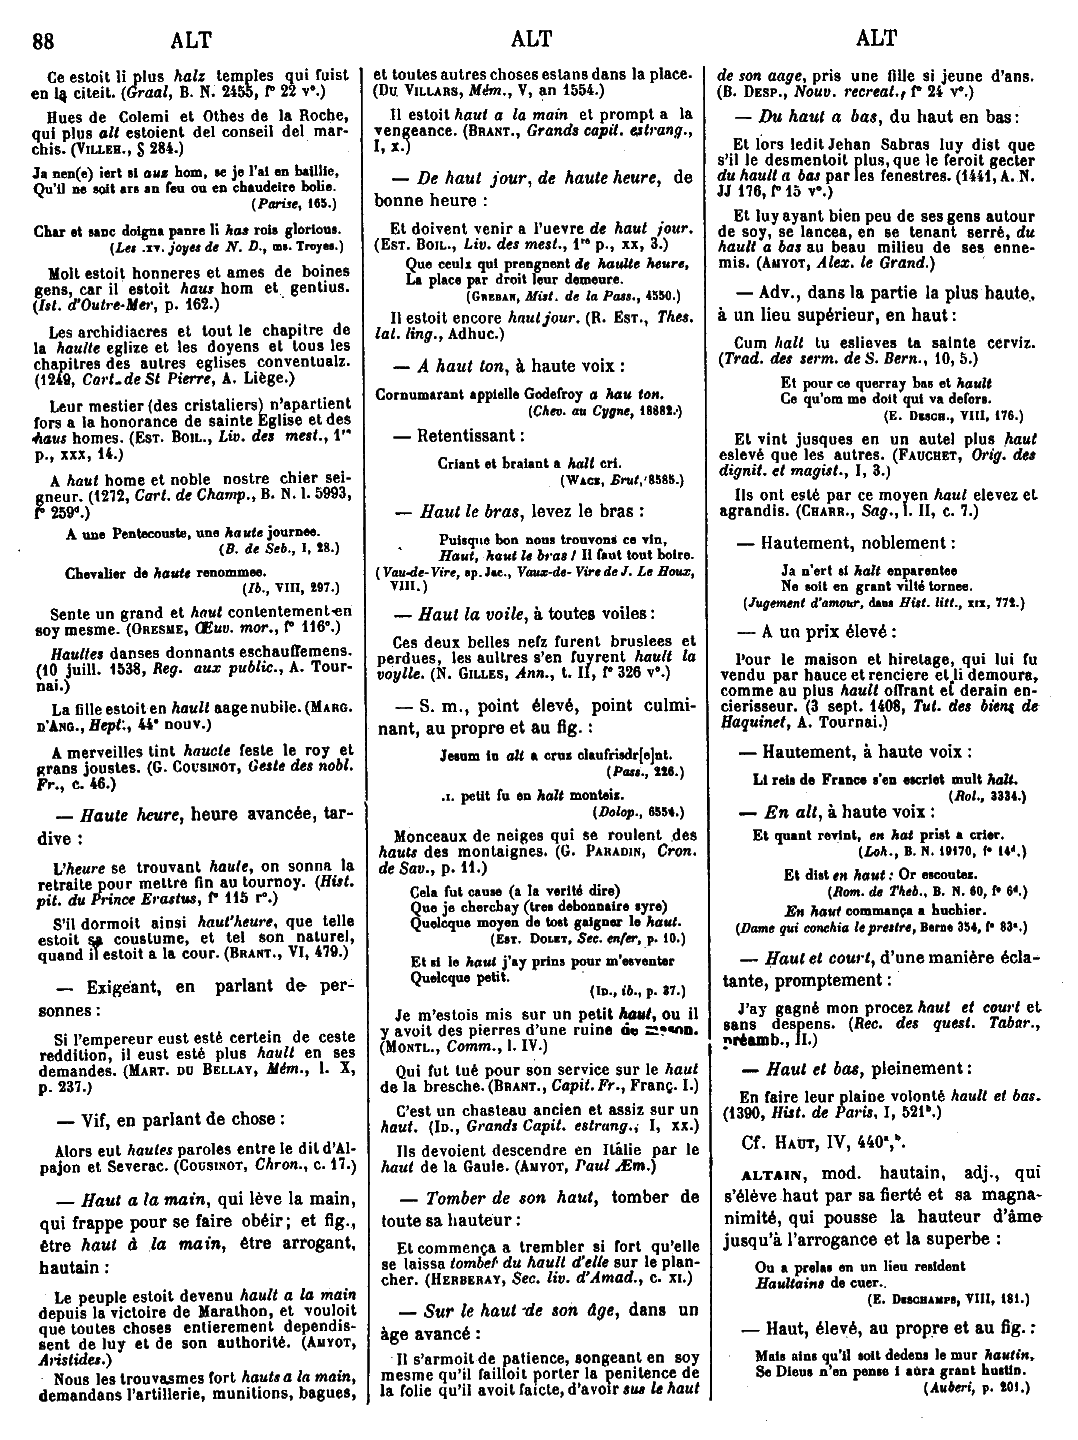 88 ALT ALT ALT
Ce estoit li plus halz temples qui fuist
en la citeit. (Graal, B. N. 2455, f° 22 v°.)
Hues de Colemi et Othes de la Roche,
qui plus alt estoient del conseil del mar-
chis. (VILLEH., § 284.)
Ja nen(e) iert si auz hom, se je l'ai en baillie,
Qu'il ne soit ars an feu ou en chaudeire bolie.
(Parise, 165.)
Char et sanc doigna panre li has rois glorious.
(Les .xv. joyes de N. D., ms. Troyes.)
Molt estoit honneres et ames de boines
gens, car il estoit haus hom et gentius.
(Ist. d'Outre-Mer, p. 162.)
Les archidiacres et tout le chapitre de
la haulte eglize et les doyens et tous les
chapitres des autres eglises conventualz.
(1249, Cart. de St Pierre, A. Liège.)
Leur mestier (des cristaliers) n'apartient
fors a la honorance de sainte Eglise et des
haus homes. (EST. BOIL., Liv. des mest., 1re
p., XXX, 14.)
A haut home et noble nostre chier sei-
gneur. (1272, Cart. de Champ., B. N. l. 5993,
f° 259d.)
A une Pentecouste, une haute journee.
(B. de Seb., I, 28.)
Chevalier de haute renommee.
(Ib., VIII, 297.)
Sente un grand et haut contentement en
soy mesme. (ORESME, Œuv. mor., f° 116c.)
Haultes danses donnants eschauffemens.
(10 juill. 1538, Reg. aux public., A. Tour-
nai.)
La fille estoit en hault aage nubile. (MARG.
D'ANG., Hept., 44e nouv.)
A merveilles tint haucte feste le roy et
grans joustes. (G. COUSINOT, Geste des nobl.
Fr., c. 46.)
— Haute heure, heure avancée, tar-
dive :
L'heure se trouvant haute, on sonna la
retraite pour mettre fin au tournoy. (Hist.
pit. du Prince Erastus, f° 115 r°.)
S'il dormoit ainsi haut'heure, que telle
estoit sa coustume, et tel son naturel,
quand il estoit a la cour. (BRANT., VI, 479.)
— Exigeant, en parlant de per-
sonnes :
Si l'empereur eust esté certein de ceste
reddition, il eust esté plus hault en ses
demandes. (MART. DU BELLAY, Mém., l. X,
p. 237.)
— Vif, en parlant de chose :
Alors eut hautes paroles entre le dit d'Al-
pajon et Severac. (COUSINOT, Chron., c. 17.)
— Haut a la main, qui lève la main,
qui frappe pour se faire obéir ; et fig.,
être haut à la main, être arrogant,
hautain :
Le peuple estoit devenu hault a la main
depuis la victoire de Marathon, et vouloit
que toutes choses entierement dependis-
sent de luy et de son authorité. (AMYOT,
Aristides.)
Nous les trouvasmes fort hauts a la main,
demandans l'artillerie, munitions, bagues,
et toutes autres choses estans dans la place.
(DU VILLARS, Mém., V, an 1554.)
Il estoit haut a la main et prompt a la
vengeance. (BRANT., Grands capit. estrang.,
I, x.)
— De haut jour, de haute heure, de
bonne heure :
Et doivent venir a l'uevre de haut jour.
(EST. BOIL., Liv. des mest., 1re p., XX, 3.)
Que ceulx qui prengnent de haulte heure,
La place par droit leur demeure.
(GREBAN, Mist. de la Pass., 4550.)
Il estoit encore haut jour. (R. EST., Thes.
lat. ling., Adhuc.)
— A haut ton, à haute voix :
Cornumarant appielle Godefroy a hau ton.
(Chev. au Cygne, 18882.)
— Retentissant :
Criant et braiant a halt cri.
(WACE, Brut, 8585.)
— Haut le bras, levez le bras :
Puisque bon nous trouvons ce vin,
Haut, haut le bras ! Il faut tout boire.
(Vau-de-Vire, ap. Jac., Vaux-de-Vire de J. Le Houx,
VIII.)
— Haut la voile, à toutes voiles :
Ces deux belles nefz furent bruslees et
perdues, les aultres s'en fuyrent hault la
voylle. (N. GILLES, Ann., t. II, f° 326 v°.)
— S. m., point élevé, point culmi-
nant, au propre et au fig. :
Jesum in alt a crus claufrisdr[e]nt.
(Pass., 226.)
.I. petit fu en halt monteiz.
(Dolop., 6554.)
Monceaux de neiges qui se roulent des
hauts des montaignes. (G. PARADIN, Cron.
de Sav., p. 11.)
Cela fut cause (a la verité dire)
Que je cherchay (tres debonnaire syre)
Quelcque moyen de tost gaigner le haut.
(EST. DOLET, Sec. enfer, p. 10.)
Et si le haut j'ay prins pour m'esventer
Quelcque petit.
(ID., ib., p. 27.)
Je m'estois mis sur un petit haut, ou il
y avoit des pierres d'une ruine de
(MONTL., Comm., l. IV.)
Qui fut tué pour son service sur le haut
de la bresche. (BRANT., Capit. Fr., Franç. I.)
C'est un chasteau ancien et assiz sur un
haut. (ID., Grands Capit. estrang., I, XX.)
Ils devoient descendre en Itàlie par le
haut de la Gaule. (AMYOT, Paul Æm.)
— Tomber de son haut, tomber de
toute sa hauteur :
Et commença a trembler si fort qu'elle
se laissa tomber du hault d'elle sur le plan-
cher. (HERBERAY, Sec. liv. d'Amad., c. XI.)
— Sur le haut de son âge, dans un
âge avancé :
Il s'armoit de patience, songeant en soy
mesme qu'il failloit porter la penitence de
la folie qu'il avoit faicte, d'avoir sus le haut
de son aage, pris une fille si jeune d'ans.
(B. DESP., Nouv. recreat., f° 24 v°.)
— Du haut a bas, du haut en bas :
Et lors ledit Jehan Sabras luy dist que
s'il le desmentoit plus, que le feroit gecter
du hault a bas par les fenestres. (1441, A. N.
JJ 176, f° 15 v°.)
Et luy ayant bien peu de ses gens autour
de soy, se lancea, en se tenant serré, du
hault a bas au beau milieu de ses enne-
mis. (AMYOT, Alex. le Grand.)
— Adv., dans la partie la plus haute,
à un lieu supérieur, en haut :
Cum halt tu eslieves ta sainte cerviz.
(Trad. des serm. de S. Bern., 10, 5.)
Et pour ce querray bas et hault
Ce qu'om me doit qui va defors.
(E. DESCH., VIII, 176.)
Et vint jusques en un autel plus haut
eslevé que les autres. (FAUCHET, Orig. des
dignit. et magist., I, 3.)
Ils ont esté par ce moyen haut elevez et
agrandis. (CHARR., Sag., l. II, c. 7.)
— Hautement, noblement :
Ja n'ert si halt enparentee
Ne soit en grant vilté tornee.
(Jugement d'amour, dans Hist. litt., XIX, 772.)
— A un prix élevé :
Pour le maison et hiretage, qui lui fu
vendu par hauce et renciere et li demoura,
comme au plus hault offrant et derain en-
cierisseur. (3 sept. 1408, Tut. des biens de
Haquinet, A. Tournai.)
— Hautement, à haute voix :
Li reis de France s'en escriet mult halt.
(Rol., 3334.)
— En alt, à haute voix :
Et quant revint, en hat prist a crier.
(Loh., B. N. 19170, f° 14d.)
Et dist en haut : Or escoutez.
(Rom. de Theb., B. N. 60, f° 6d.)
En haut commança a huchier.
(Dame qui conchia le prestre, Berne 354, f° 83a.)
— Haut et court, d'une manière écla-
tante, promptement :
J'ay gagné mon procez haut et court et
sans despens. (Rec. des quest. Tabar.,
préamb., II.)
— Haut et bas, pleinement :
En faire leur plaine volonté hault et bas.
(1390, Hist. de Paris, I, 521b.)
Cf. HAUT, IV, 440a,b.
ALTAIN, mod. hautain, adj., qui
s'élève haut par sa fierté et sa magna-
nimité, qui pousse la hauteur d'âme
jusqu'à l'arrogance et la superbe :
Ou a prelas en un lieu resident
Haultains de cuer.
(E. DESCHAMPS, VIII, 181.)
— Haut, élevé, au propre et au fig. :
Mais ains qu'il soit dedens le mur hautin,
Se Dieus n'en pense i aura grant hustin.
(Auberi, p. 201.)